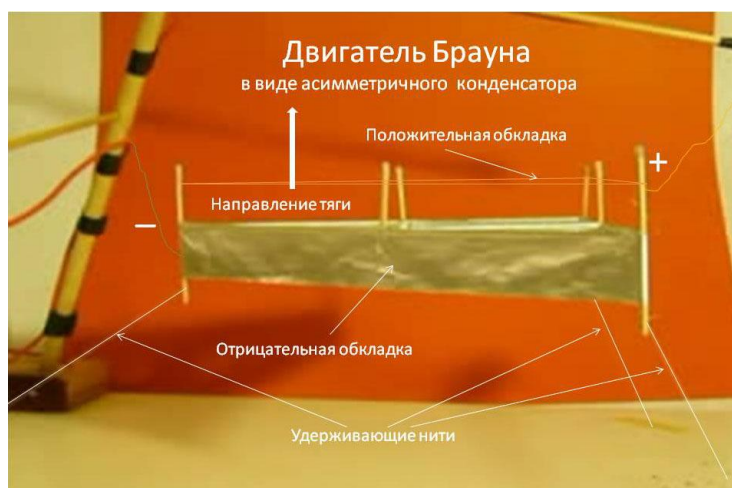 Двигатель Брауна
в виде асимметричного конденсатора
Положительная обкладка
+
Направление тяги
–
Отрицательная обкладка
Удерживающие нити